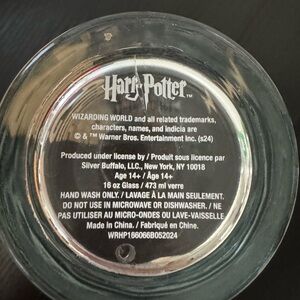 Harry Potter™
WIZARDING WORLD and all related trademarks,
characters, names, and indicia are
© & ™ Warner Bros. Entertainment Inc. (s24)
Produced under license by / Produit sous licence par
Silver Buffalo, LLC., New York, NY 10018
Age 14+ / Âge 14+
16 oz Glass / 473 ml verre
HAND WASH ONLY. / LAVAGE À LA MAIN SEULEMENT.
DO NOT USE IN MICROWAVE OR DISHWASHER. / NE
PAS UTILISER AU MICRO-ONDES OU LAVE-VAISSELLE
Made in China. / Fabriqué en Chine.
WRHP166066B052024